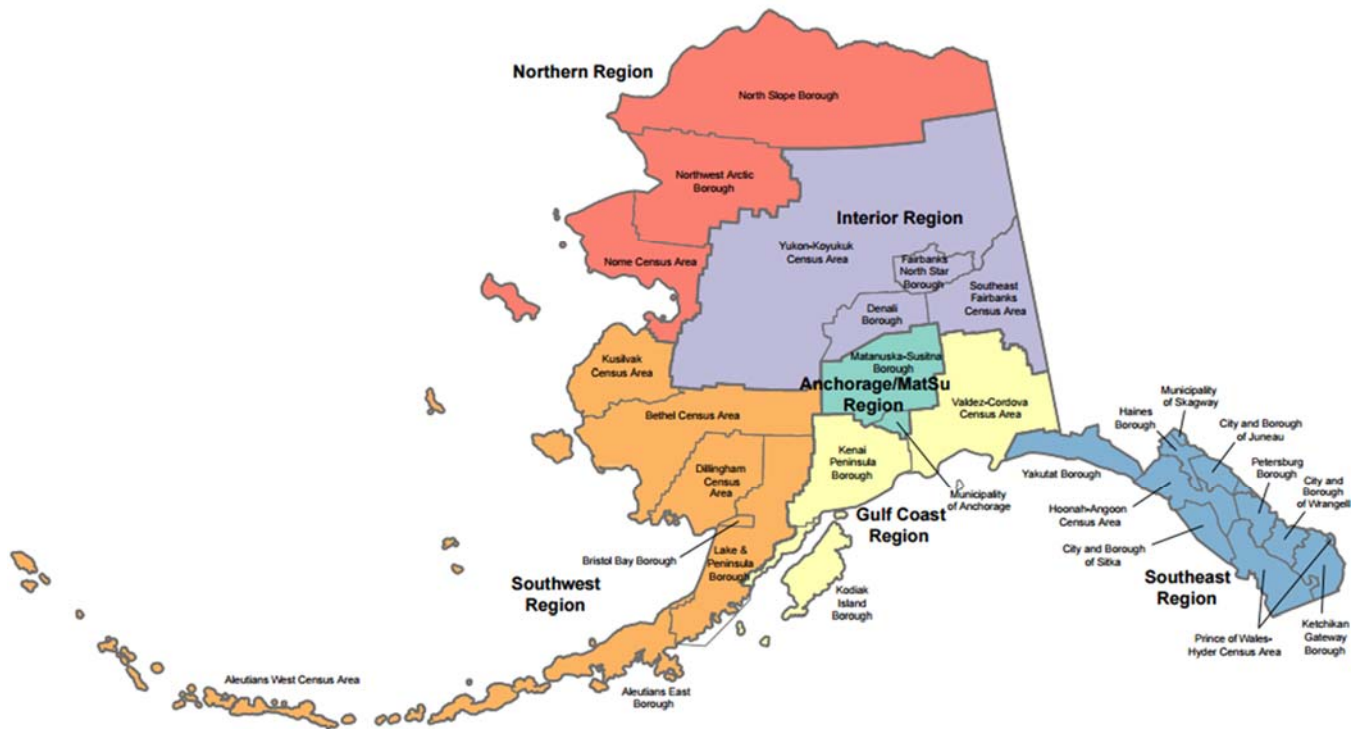 Northern Region
North Slope Borough
Northwest Arctic
Borough
Nome Census Area
Interior Region
Yukon-Koyukuk
Census Area
Fairbanks
North Star
Borough
Southeast
Fairbanks
Census Area
Denali
Borough
Kusilvak
Census Area
Matanuska-Susitna
Borough
Anchorage/MatSu
Region
Bethel Census Area
Valdez-Cordova
Census Area
Municipality
of Skagway
Haines
Borough
City and Borough
of Juneau
Kenai
Peninsula
Borough
Dillingham
Census
Area
Yakutat Borough
Petersburg
Borough
City and
Borough
of Wrangell
Municipality
of Anchorage
Hoonah-Angoon
Census Area
Gulf Coast
Region
Bristol Bay Borough
Lake &
Peninsula
Borough
City and Borough
of Sitka
Southwest
Region
Southeast
Region
Kodiak
Island
Borough
Prince of Wales-
Hyder Census Area
Ketchikan
Gateway
Borough
Aleutians West Census Area
Aleutians East
Borough